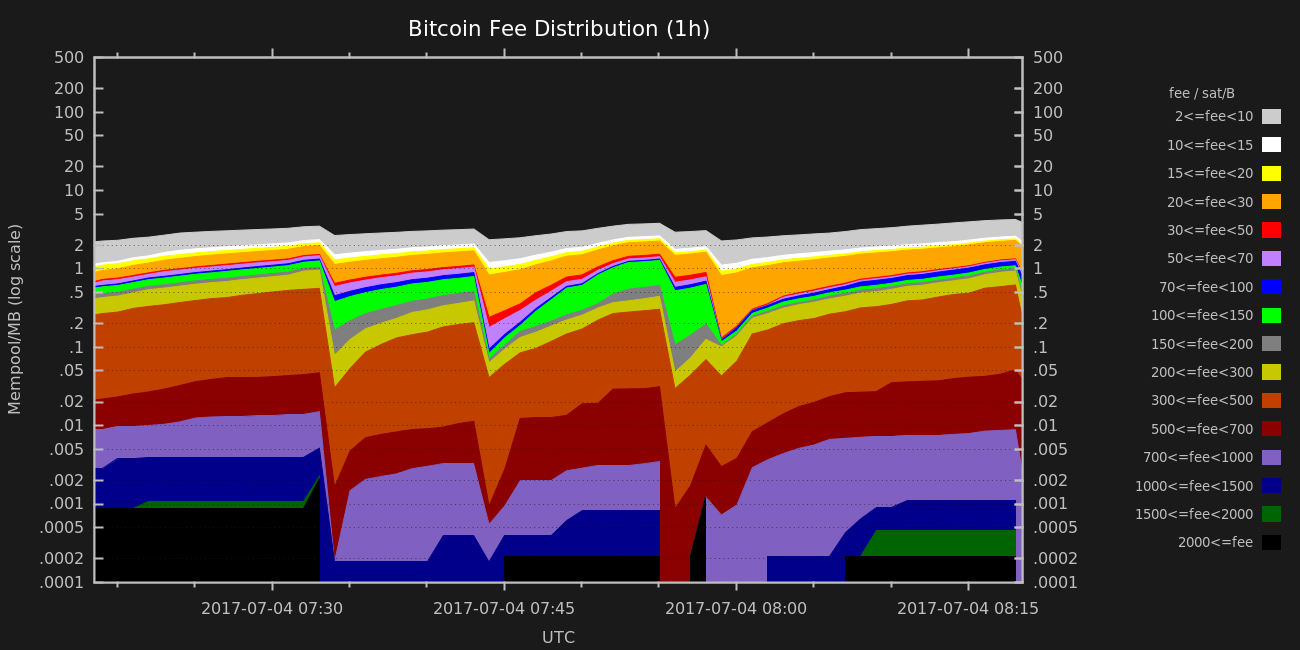 Bitcoin Fee Distribution (1h)
Mempool/MB (log scale)
500
200
100
50
20
10
5
2
1
.5
.2
.1
.05
.02
.01
.005
.002
.001
.0005
.0002
.0001
500
200
100
50
20
10
5
2
1
.5
.2
.1
.05
.02
.01
.005
.002
.001
.0005
.0002
.0001
2017-07-04 07:30 2017-07-04 07:45 2017-07-04 08:00 2017-07-04 08:15
UTC
fee / sat/B
2<=fee<10
10<=fee<15
15<=fee<20
20<=fee<30
30<=fee<50
50<=fee<70
70<=fee<100
100<=fee<150
150<=fee<200
200<=fee<300
300<=fee<500
500<=fee<700
700<=fee<1000
1000<=fee<1500
1500<=fee<2000
2000<=fee